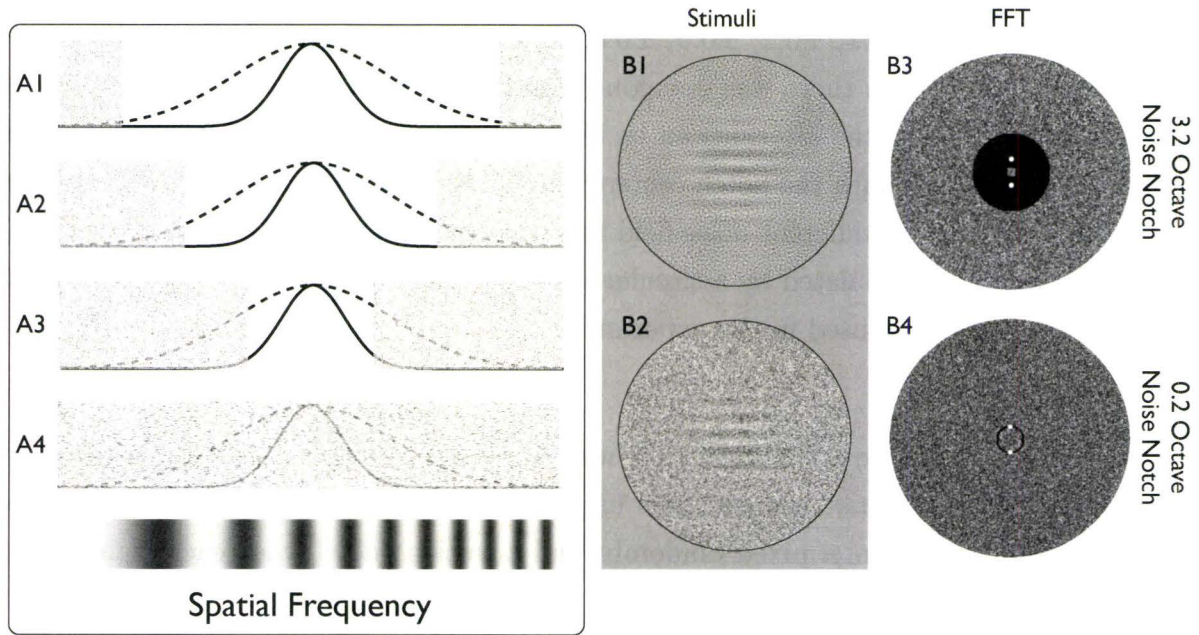 Stimuli
FFT
A1
A2
A3
A4
Spatial Frequency
B1
B3
3.2 Octave
Noise Notch
B2
B4
0.2 Octave
Noise Notch